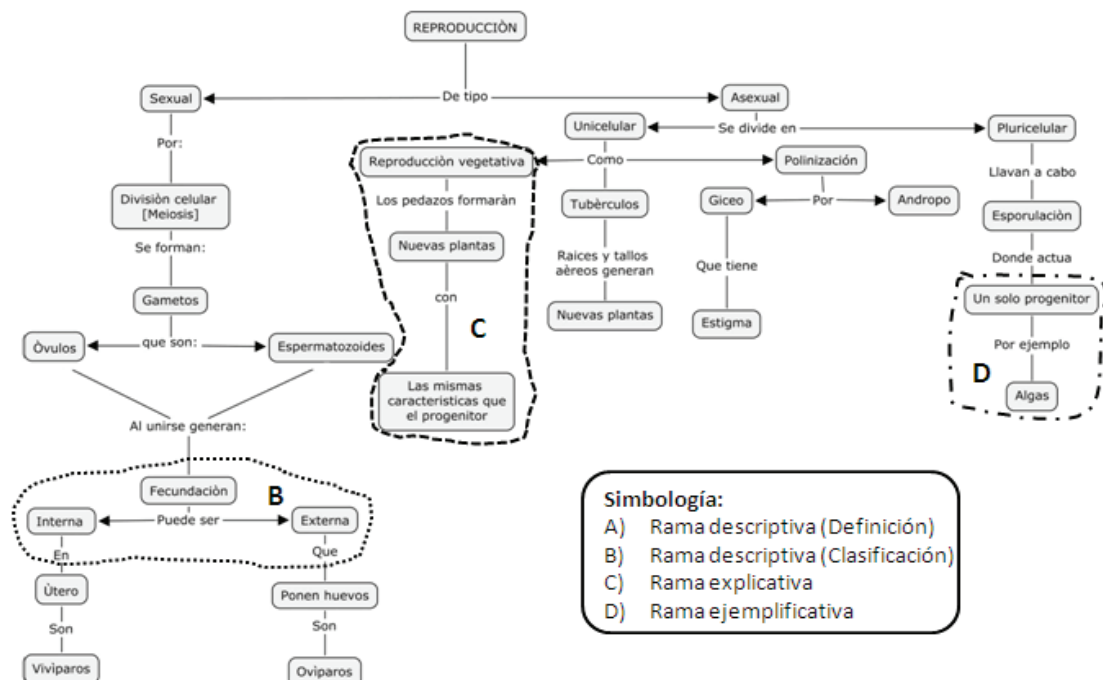 REPRODUCCIÒN
De tipo
Sexual
Asexual
Por:
Divisiòn celular
[Meiosis]
Se forman:
Gametos
que son:
Òvulos
Espermatozoides
Al unirse generan:
Fecundaciòn
B
Puede ser
Interna
Externa
En
Que
Ùtero
Ponen huevos
Son
Son
Vivìparos
Ovìparos
Se divide en
Unicelular
Pluricelular
Como
Reproducciòn vegetativa
Polinización
Los pedazos formaràn
Nuevas plantas
con
C
Las mismas
caracteristicas que
el progenitor
Tubèrculos
Raices y tallos
aèreos generan
Nuevas plantas
Por
Giceo
Andropo
Que tiene
Estigma
Llavan a cabo
Esporulaciòn
Donde actua
Un solo progenitor
Por ejemplo
D
Algas
Simbología:
A) Rama descriptiva (Definición)
B) Rama descriptiva (Clasificación)
C) Rama explicativa
D) Rama ejemplificativa